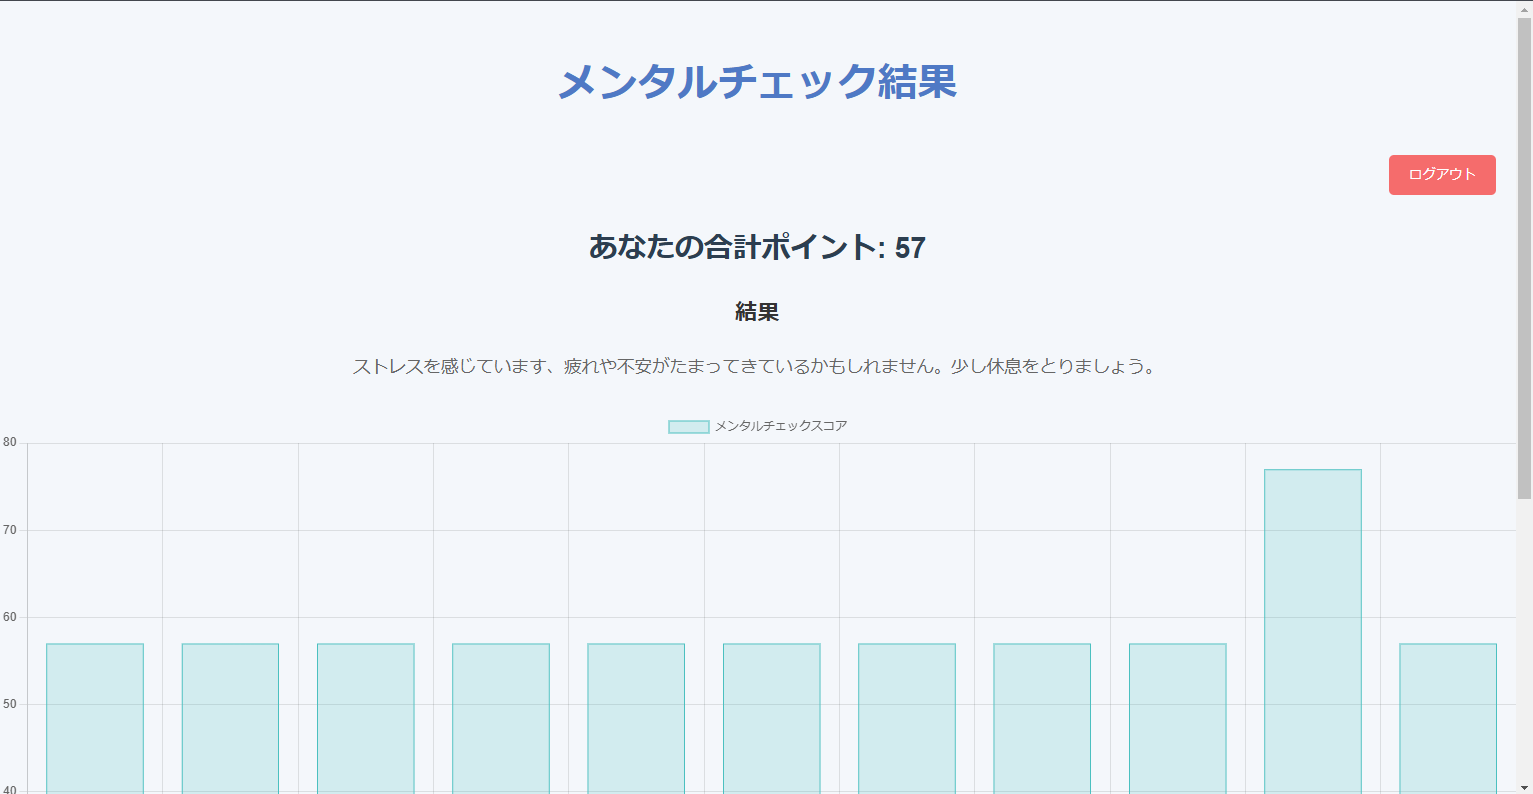 メンタルチェック結果
ログアウト
あなたの合計ポイント: 57
結果
ストレスを感じています、疲れや不安がたまってきているかもしれません。少し休息をとりましょう。
メンタルチェックスコア
80
70
60
50
40